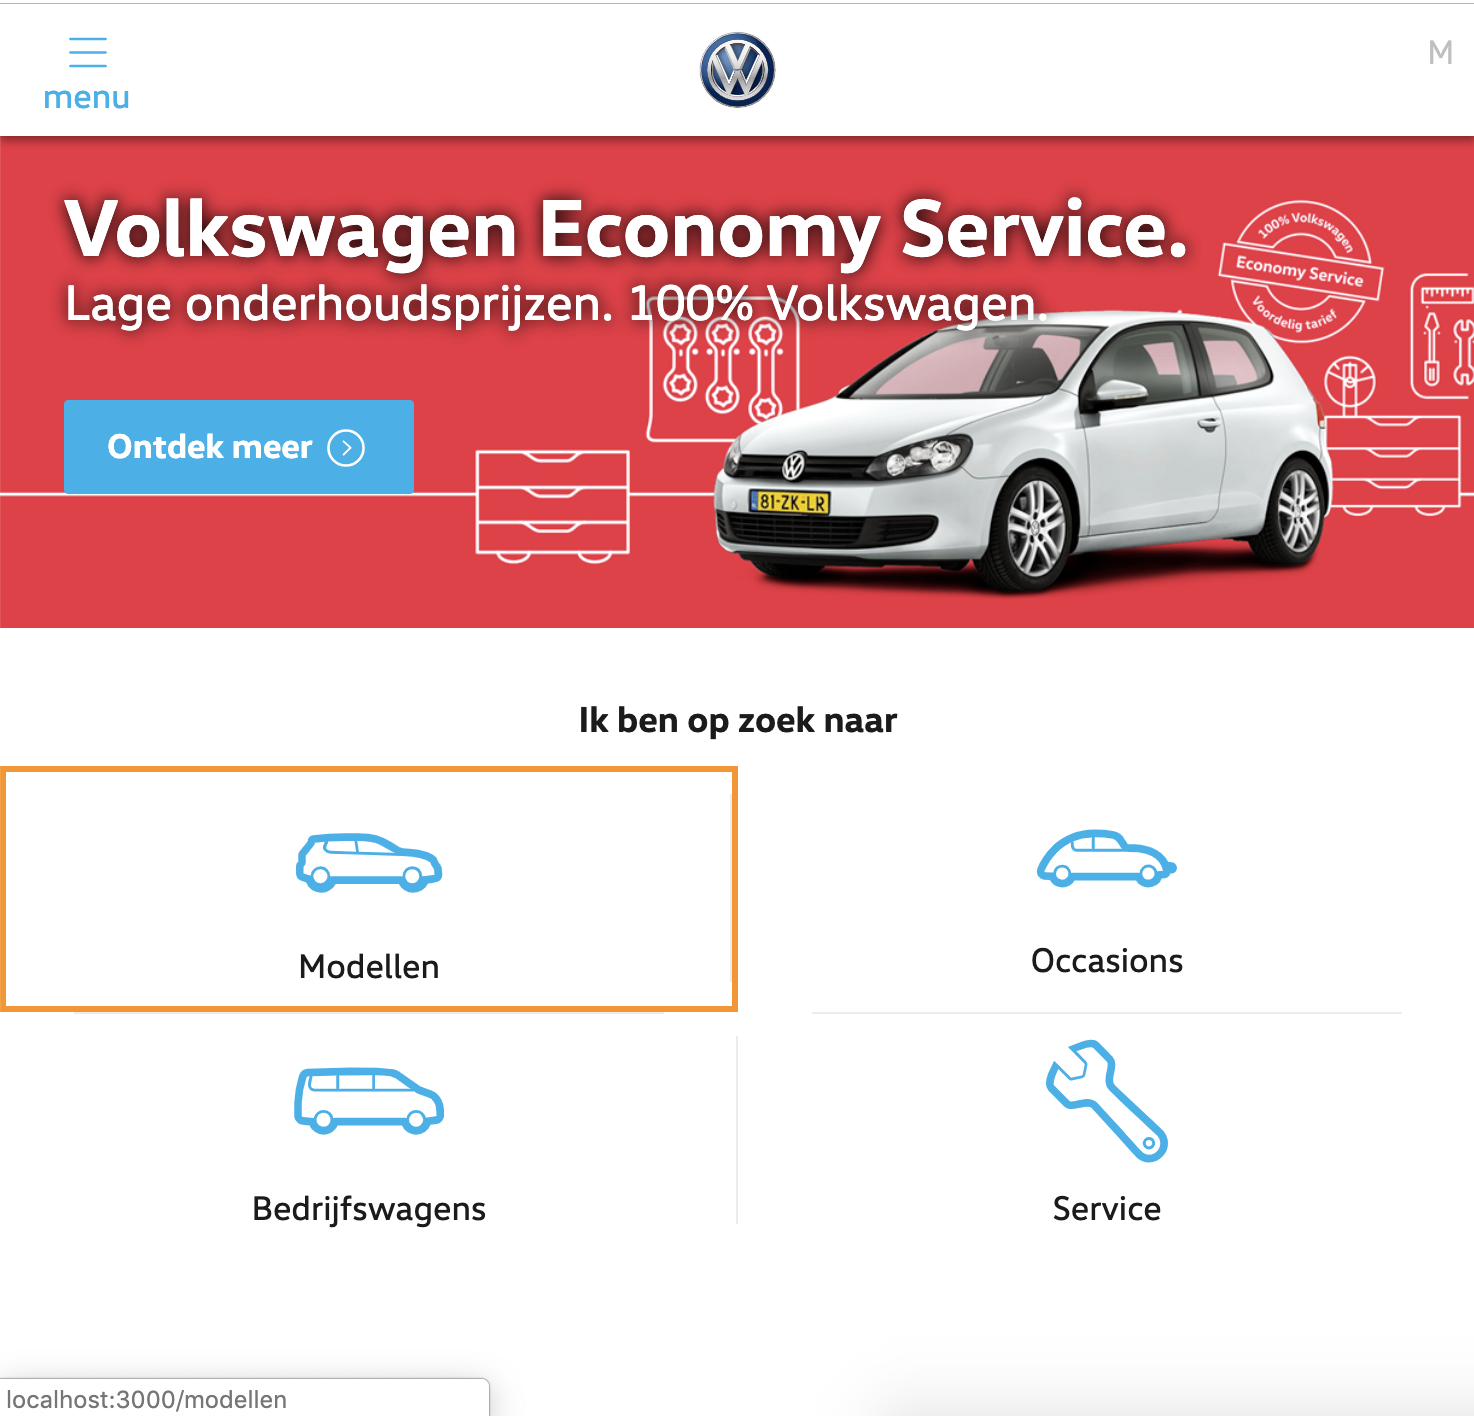 menu
M
Volkswagen Economy Service.
Lage onderhoudsprijzen. 100% Volkswagen.
100% Volkswagen
Economy Service
Voordelig tarief
Ontdek meer
81-ZK-LR
Ik ben op zoek naar
Modellen
Occasions
Bedrijfswagens
Service
localhost:3000/modellen